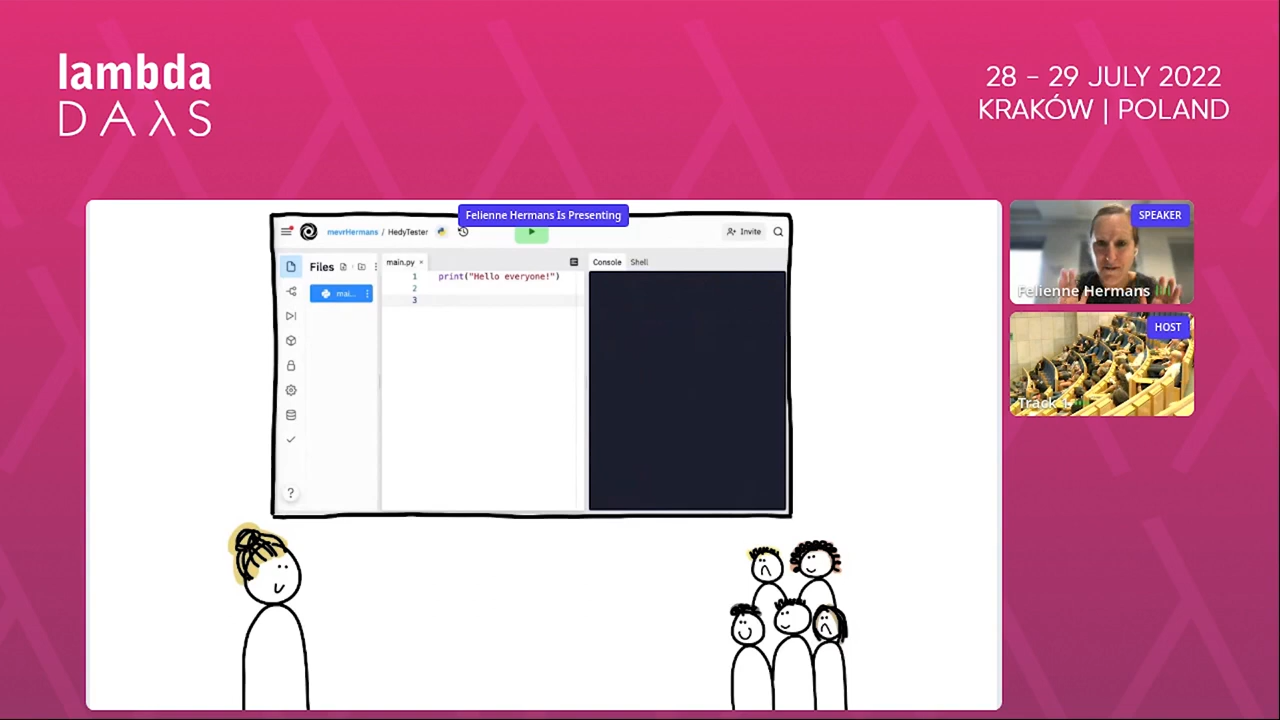 lambda
DAλS
28 – 29 JULY 2022
KRAKÓW | POLAND
Felienne Hermans Is Presenting
mevrHermans / HedyTester
Invite
Files
mai...
main.py ×
1 print("Hello everyone!")
2
3
Console Shell
?
SPEAKER
Felienne Hermans
HOST
Track